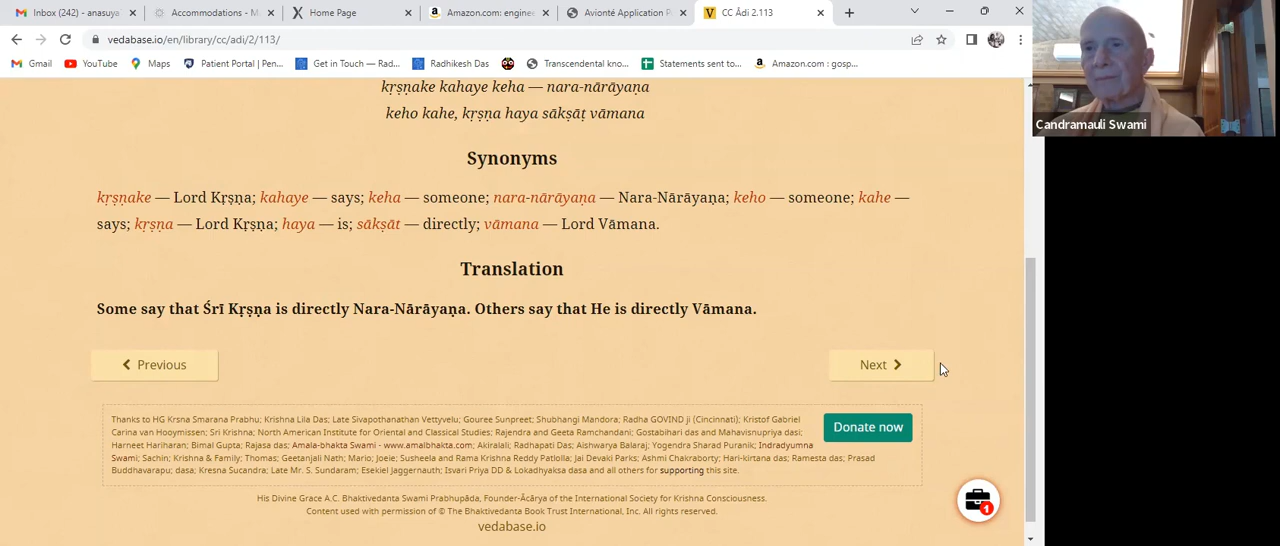 Inbox (242) - anasuya
Accommodations - M
Home Page
Amazon.com: enginee
Avionté Application P
CC Ādi 2.113
vedabase.io/en/library/cc/adi/2/113/
Gmail
YouTube
Maps
Patient Portal | Pen...
Get in Touch — Rad...
Radhikesh Das
Transcendental kno...
Statements sent to...
Amazon.com : gosp...
Candramauli Swami
kṛṣṇake kahaye keha — nara-nārāyaṇa
keho kahe, kṛṣṇa haya sākṣāṭ vāmana
Synonyms
kṛṣṇake — Lord Kṛṣṇa; kahaye — says; keha — someone; nara-nārāyaṇa — Nara-Nārāyaṇa; keho — someone; kahe —
says; kṛṣṇa — Lord Kṛṣṇa; haya — is; sākṣāt — directly; vāmana — Lord Vāmana.
Translation
Some say that Śrī Kṛṣṇa is directly Nara-Nārāyaṇa. Others say that He is directly Vāmana.
Previous
Next
Thanks to HG Krsna Smarana Prabhu; Krishna Lila Das; Late Sivapothanathan Vettyvelu; Gouree Sunpreet; Shubhangi Mandora; Radha GOVIND ji (Cincinnati); Kristof Gabriel
Carina van Hooymissen; Sri Krishna; North American Institute for Oriental and Classical Studies; Rajendra and Geeta Ramchandani; Gostabihari das and Mahavisnupriya dasi;
Harneet Hariharan; Bimal Gupta; Rajasa das; Amala-bhakta Swami - www.amalbhakta.com; Akiralali; Radhapati Das; Aishwarya Balaraj; Yogendra Sharad Puranik; Indradyumna
Swami; Sachin; Krishna & Family; Thomas; Geetanjali Nath; Mario; Joeie; Susheela and Rama Krishna Reddy Patlolla; Jai Devaki Parks; Ashmi Chakraborty; Hari-kirtana das; Ramesta das; Prasad
Buddhavarapu; dasa; Kresna Sucandra; Late Mr. S. Sundaram; Esekiel Jaggernauth; Isvari Priya DD & Lokadhyaksa dasa and all others for supporting this site.
Donate now
1
His Divine Grace A.C. Bhaktivedanta Swami Prabhupāda, Founder-Ācārya of the International Society for Krishna Consciousness.
Content used with permission of © The Bhaktivedanta Book Trust International, Inc. All rights reserved.
vedabase.io